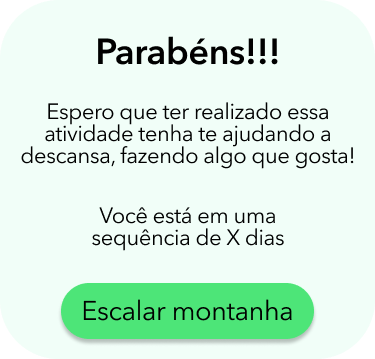 Parabéns!!!
Espero que ter realizado essa
atividade tenha te ajudando a
descansa, fazendo algo que gosta!
Você está em uma
sequência de X dias
Escalar montanha